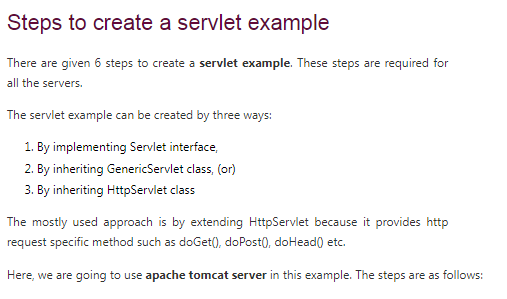 Steps to create a servlet example
There are given 6 steps to create a servlet example. These steps are required for
all the servers.
The servlet example can be created by three ways:
1. By implementing Servlet interface,
2. By inheriting GenericServlet class, (or)
3. By inheriting HttpServlet class
The mostly used approach is by extending HttpServlet because it provides http
request specific method such as doGet(), doPost(), doHead() etc.
Here, we are going to use apache tomcat server in this example. The steps are as follows: